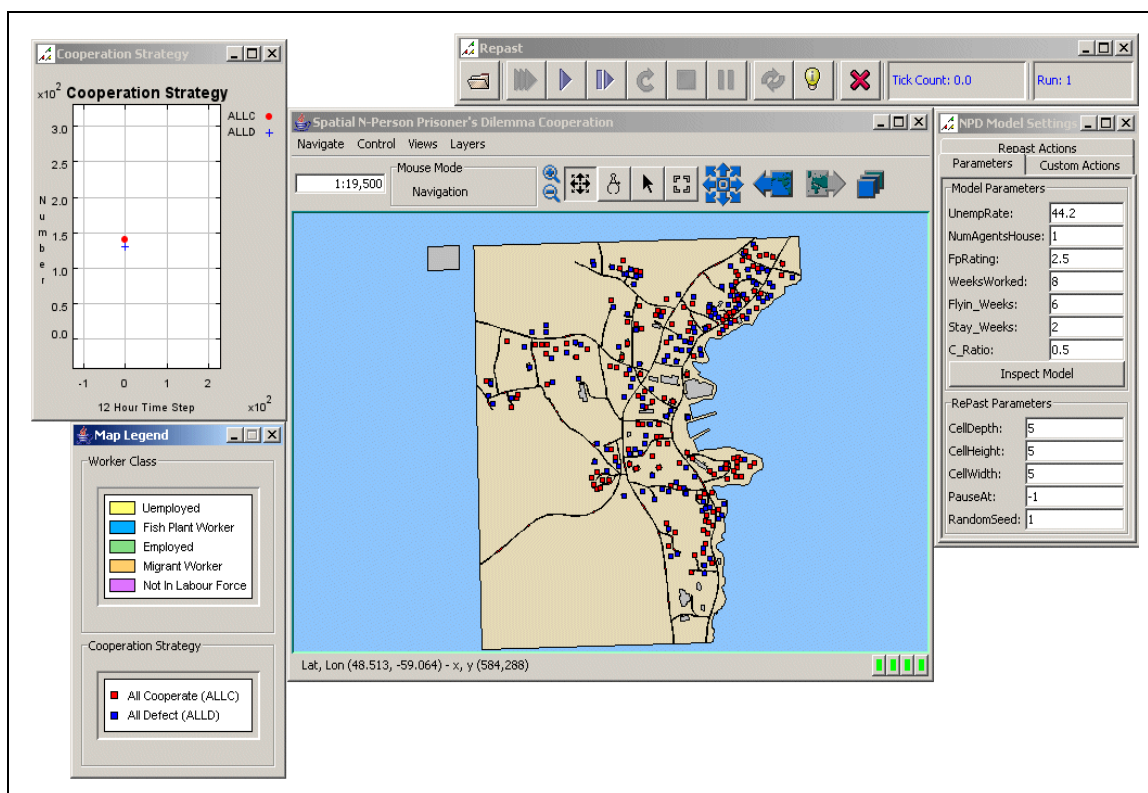 Cooperation Strategy
x10² Cooperation Strategy
ALLC
ALLD
3.0
2.5
2.0
1.5
1.0
0.5
0.0
Number
-1 0 1 2
12 Hour Time Step x10²
Repast
Tick Count: 0.0
Run: 1
Spatial N-Person Prisoner's Dilemma Cooperation
Navigate Control Views Layers
1:19,500
Mouse Mode
Navigation
Lat, Lon (48.513, -59.064) - x, y (584,288)
NPD Model Settings
Repast Actions
Parameters Custom Actions
Model Parameters
UnempRate: 44.2
NumAgentsHouse: 1
FpRating: 2.5
WeeksWorked: 8
Flyin_Weeks: 6
Stay_Weeks: 2
C_Ratio: 0.5
Inspect Model
RePast Parameters
CellDepth: 5
CellHeight: 5
CellWidth: 5
PauseAt: -1
RandomSeed: 1
Map Legend
Worker Class
Uemployed
Fish Plant Worker
Employed
Migrant Worker
Not In Labour Force
Cooperation Strategy
All Cooperate (ALLC)
All Defect (ALLD)